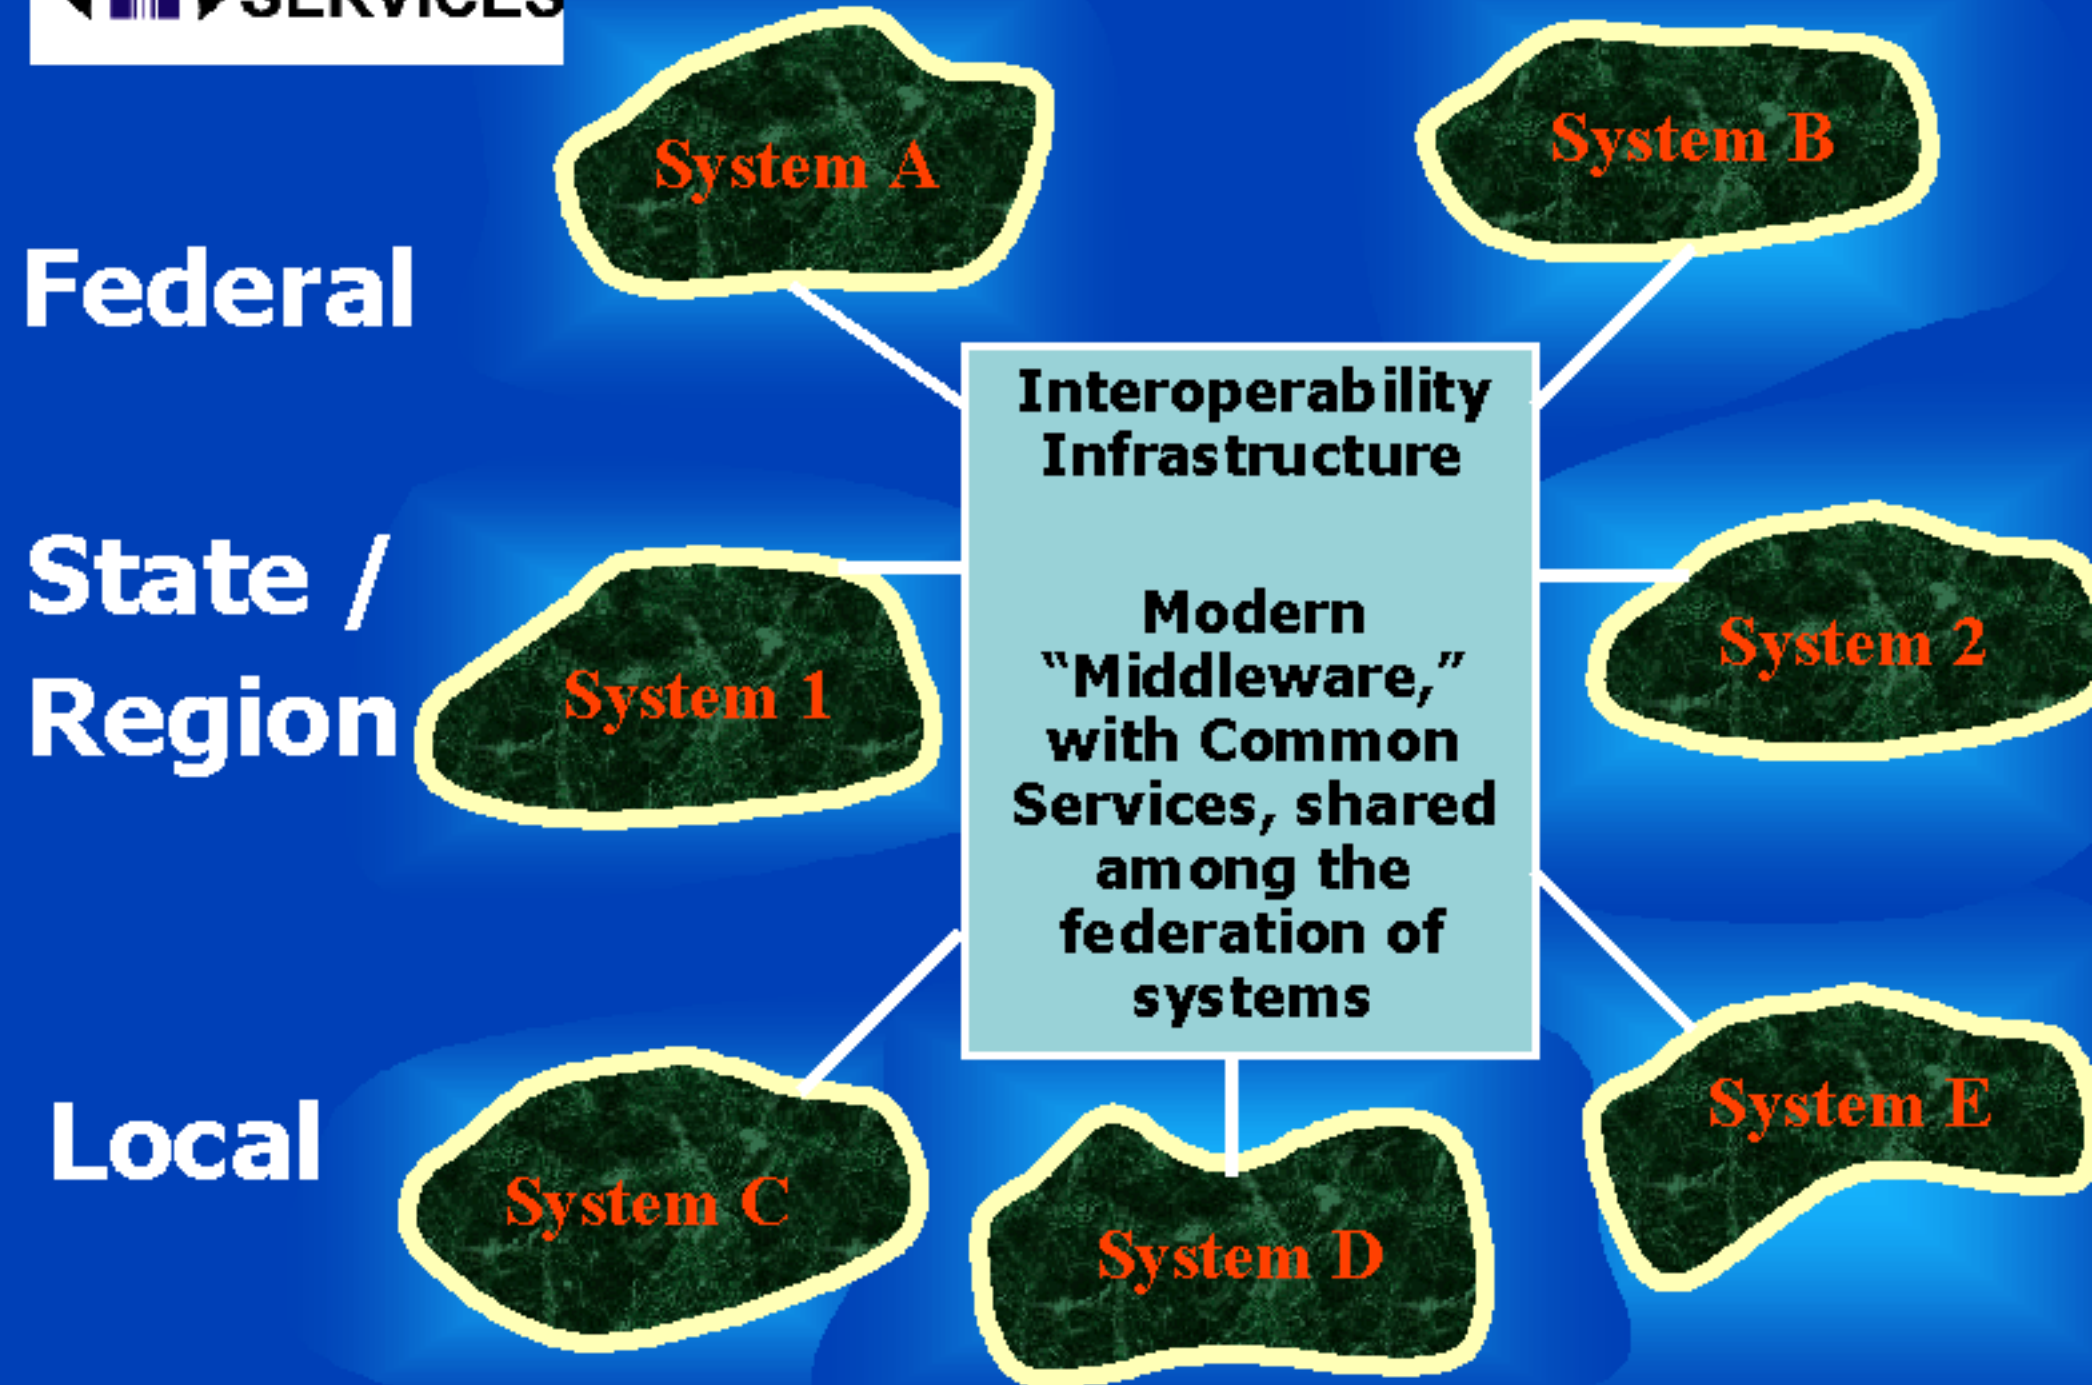 SERVICES
System A
System B
Federal
Interoperability
Infrastructure
State /
Region
System 1
Modern
“Middleware,”
with Common
Services, shared
among the
federation of
systems
System 2
Local
System C
System D
System E